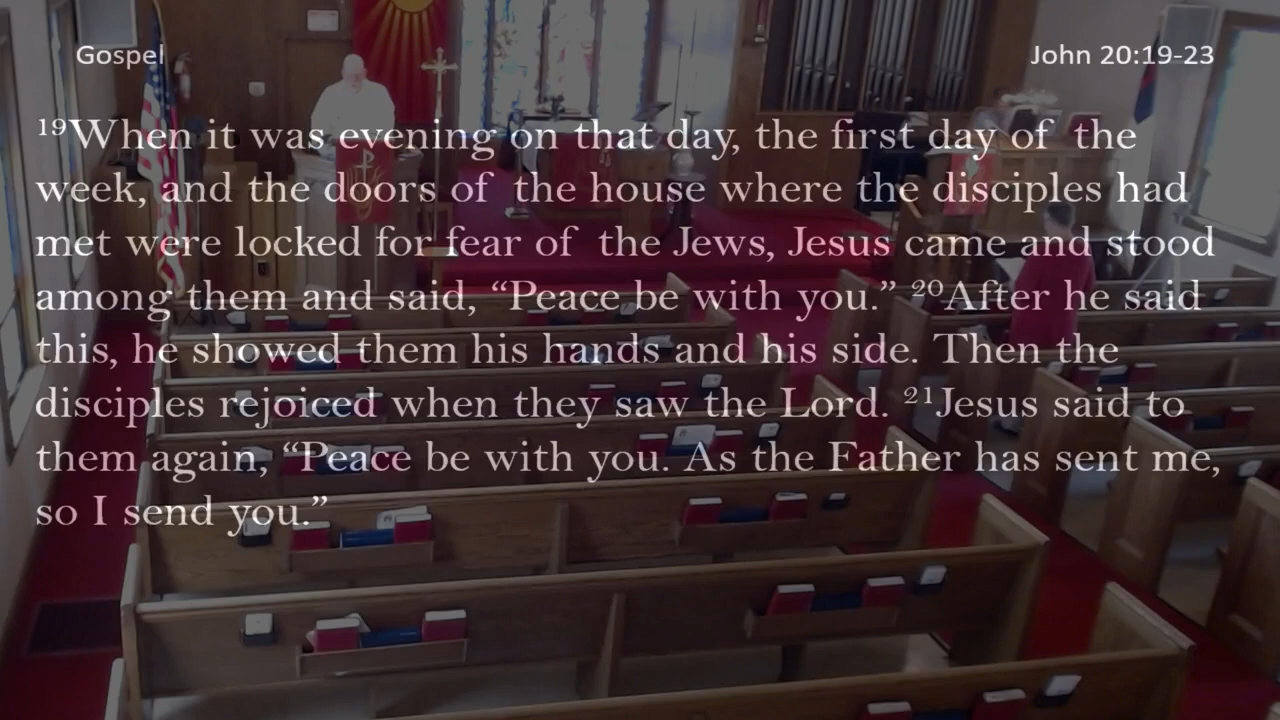 Gospel
John 20:19-23
¹⁹When it was evening on that day, the first day of the
week, and the doors of the house where the disciples had
met were locked for fear of the Jews, Jesus came and stood
among them and said, “Peace be with you.” ²⁰After he said
this, he showed them his hands and his side. Then the
disciples rejoiced when they saw the Lord. ²¹Jesus said to
them again, “Peace be with you. As the Father has sent me,
so I send you.”